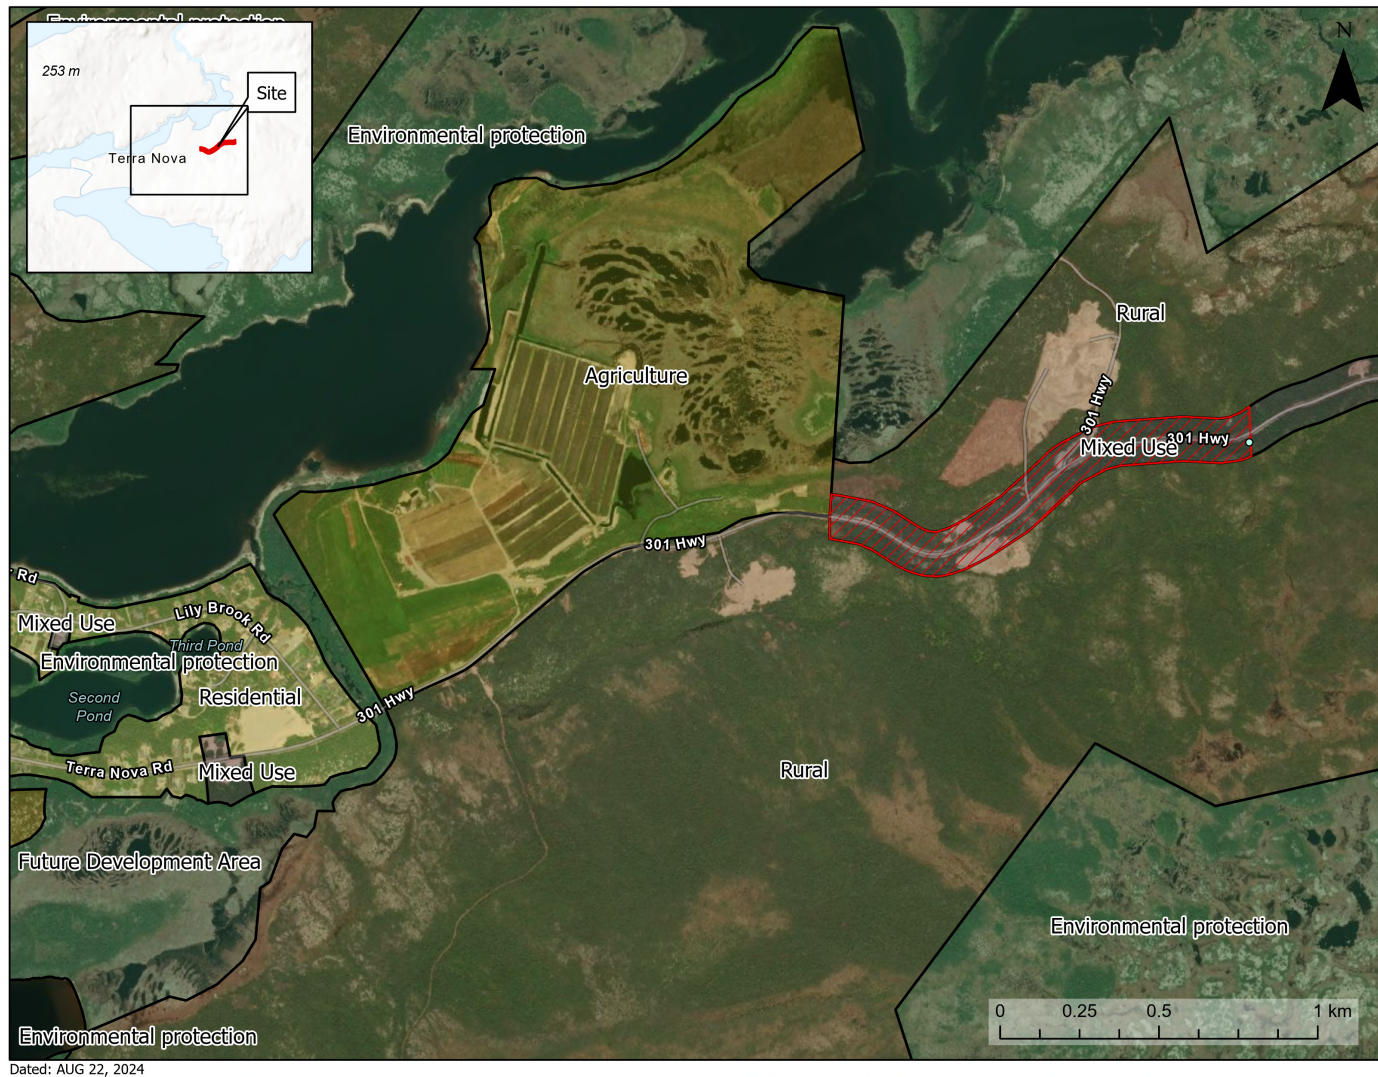 Environmental protection
253 m
Site
Terra Nova
N
Environmental protection
Rural
Agriculture
301 Hwy
Mixed Use
301 Hwy
301 Hwy
Rd
Lily Brook Rd
Mixed Use
Third Pond
Environmental protection
Second
Pond
Residential
301 Hwy
Terra Nova Rd
Mixed Use
Rural
Future Development Area
Environmental protection
Environmental protection
0 0.25 0.5 1 km
Dated: AUG 22, 2024